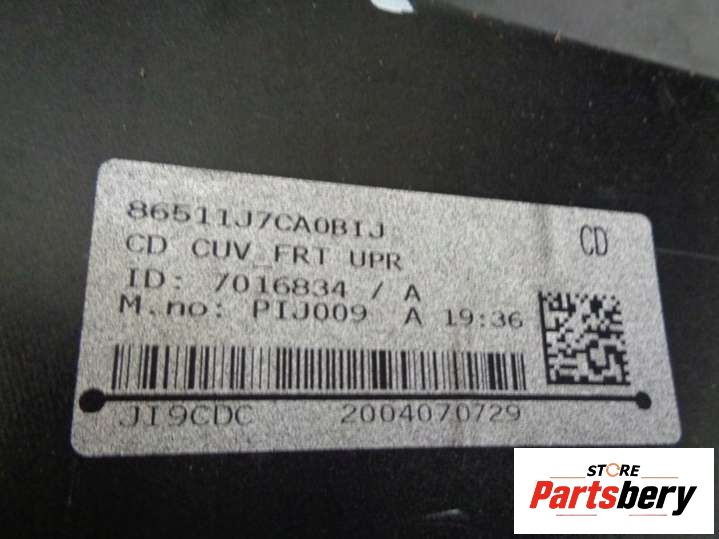 86511J7CA0BIJ
CD
CD CUV_FRT UPR
ID: 7016834 / A
M.no: PIJ009 A 19:36
JI9CDC 2004070729
STORE
Partsbery